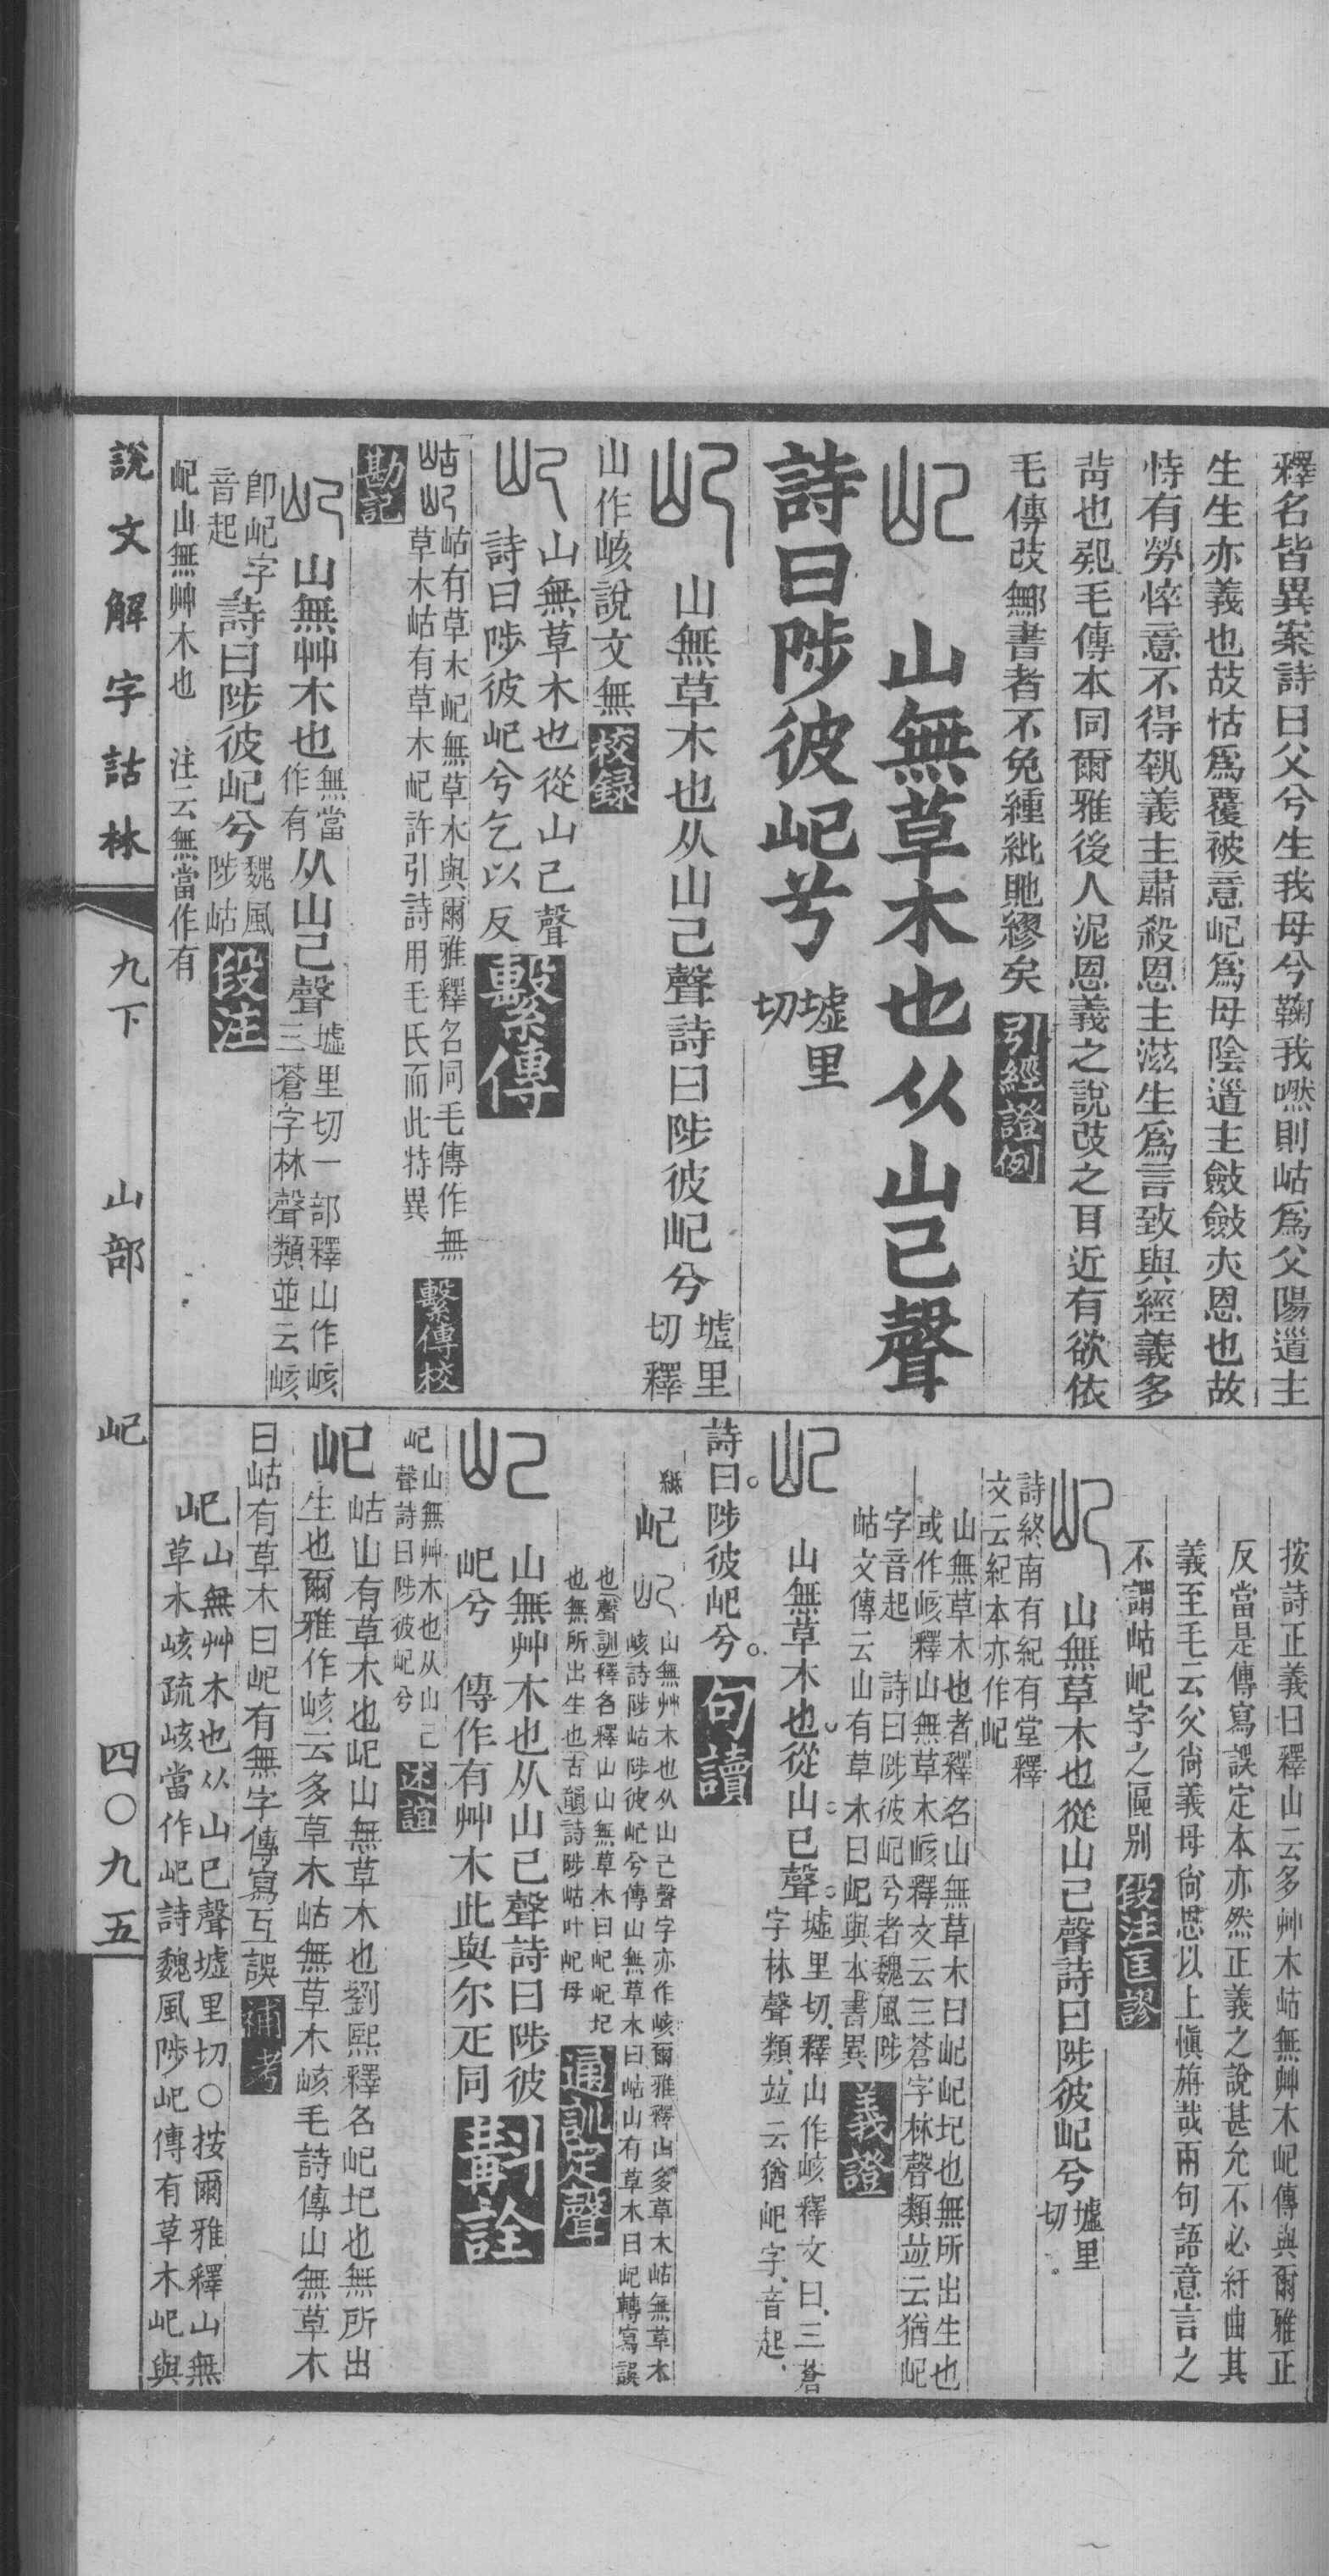 釋名皆異案詩曰父兮生我母兮鞠我嘫則岵爲父陽道主
生生亦義也故怙爲覆被意屺爲母陰道主斂斂亦恩也故
恃有勞悴意不得執義主肅殺恩主滋生爲言致與經義多
啎也豤毛傳本同爾雅後人泥恩義之說改之耳近有欲依
毛傳改鄦書者不免緟紕貤繆矣 引經證例
屺 山無草木也从山己聲
詩曰陟彼屺兮 墟里切
屺 山無草木也从山己聲詩曰陟彼屺兮 墟里切釋
山作峐說文無 校録
屺 山無草木也從山己聲
詩曰陟彼屺兮乞以反 繫傳
岵屺 岵有草木屺無草木與爾雅釋名同毛傳作無
草木岵有草木屺許引詩用毛氏而此特異 繫傳校
勘記
屺 山無艸木也 無當作有 从山己聲 墟里切一部釋山作峐三蒼字林聲類並云峐
即屺字音起 詩曰陟彼屺兮 魏風陟岵 段注
屺山無艸木也 注云無當作有
按詩正義曰釋山云多艸木岵無艸木屺傳與爾雅正
反當是傳寫誤定本亦然正義之說甚允不必紆曲其
義至毛云父尙義母尙恩以上愼旃哉兩句語意言之
不謂岵屺字之區别 段注匡謬
屺 山無草木也從山己聲詩曰陟彼屺兮 墟里切
詩終南有紀有堂釋
文云紀本亦作屺
山無草木也者釋名山無草木曰屺屺圮也無所出生也
或作峐釋山無草木峐釋文云三蒼字林聲類竝云猶屺
字音起 詩曰陟彼屺兮者魏風陟
岵文傳云山有草木曰屺與本書異 義證
屺 山無草木也從山己聲 墟里切釋山作峐釋文曰三蒼字林聲類竝云猶屺字音起
詩曰陟彼屺兮 句讀
紙 屺 屺 山無艸木也从山己聲字亦作峐爾雅釋山多草木岵無草木
峐詩陟岵陟彼屺兮傳山無草木曰岵山有草木曰屺轉寫誤
也 聲訓 釋名釋山山無草木曰屺屺圮
也無所出生也 古韻 詩陟岵叶屺母 通訓定聲
屺 山無艸木也从山己聲詩曰陟彼
屺兮 傳作有艸木此與尔疋同 斠詮
屺 山無艸木也从山己
聲詩曰陟彼屺兮 述誼
屺 岵山有草木也屺山無草木也劉熙釋名屺圯也無所出
生也爾雅作峐云多草木岵無草木峐毛詩傳山無草木
曰岵有草木曰屺有無字傳寫互誤 補考
屺 山無艸木也从山巳聲墟里切○按爾雅釋山無
草木峐疏峐當作屺詩魏風陟屺傳有草木屺與
說文解字詁林 九下 山部 屺 四〇九五